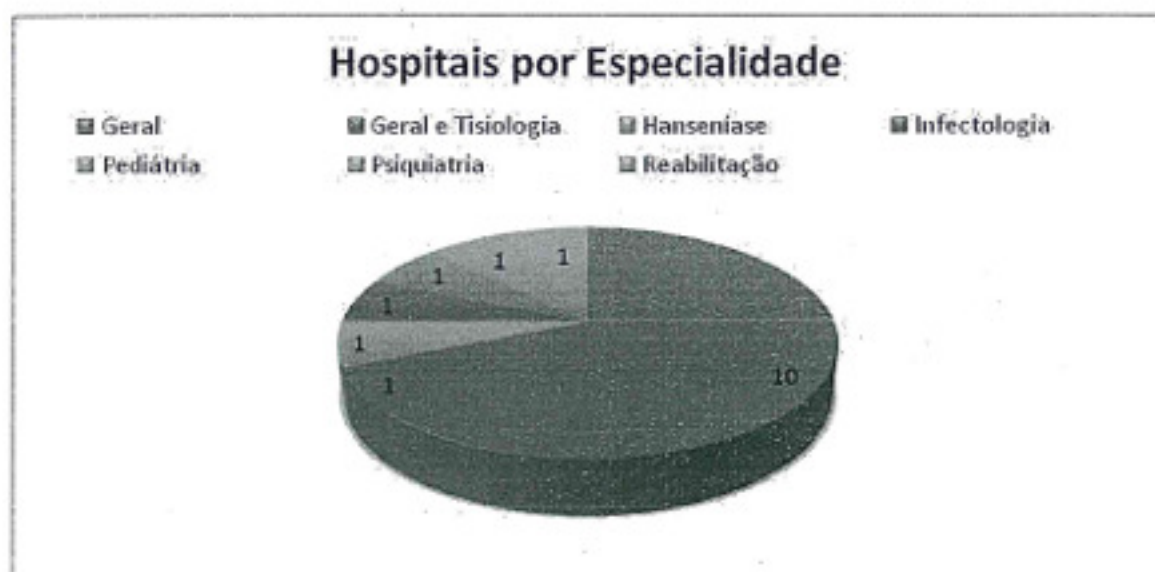 Hospitais por Especialidade
Geral Geral e Tisiologia Hanseníase Infectologia
Pediátria Psiquiatria Reabilitação
1 1
1
1
1
1 10